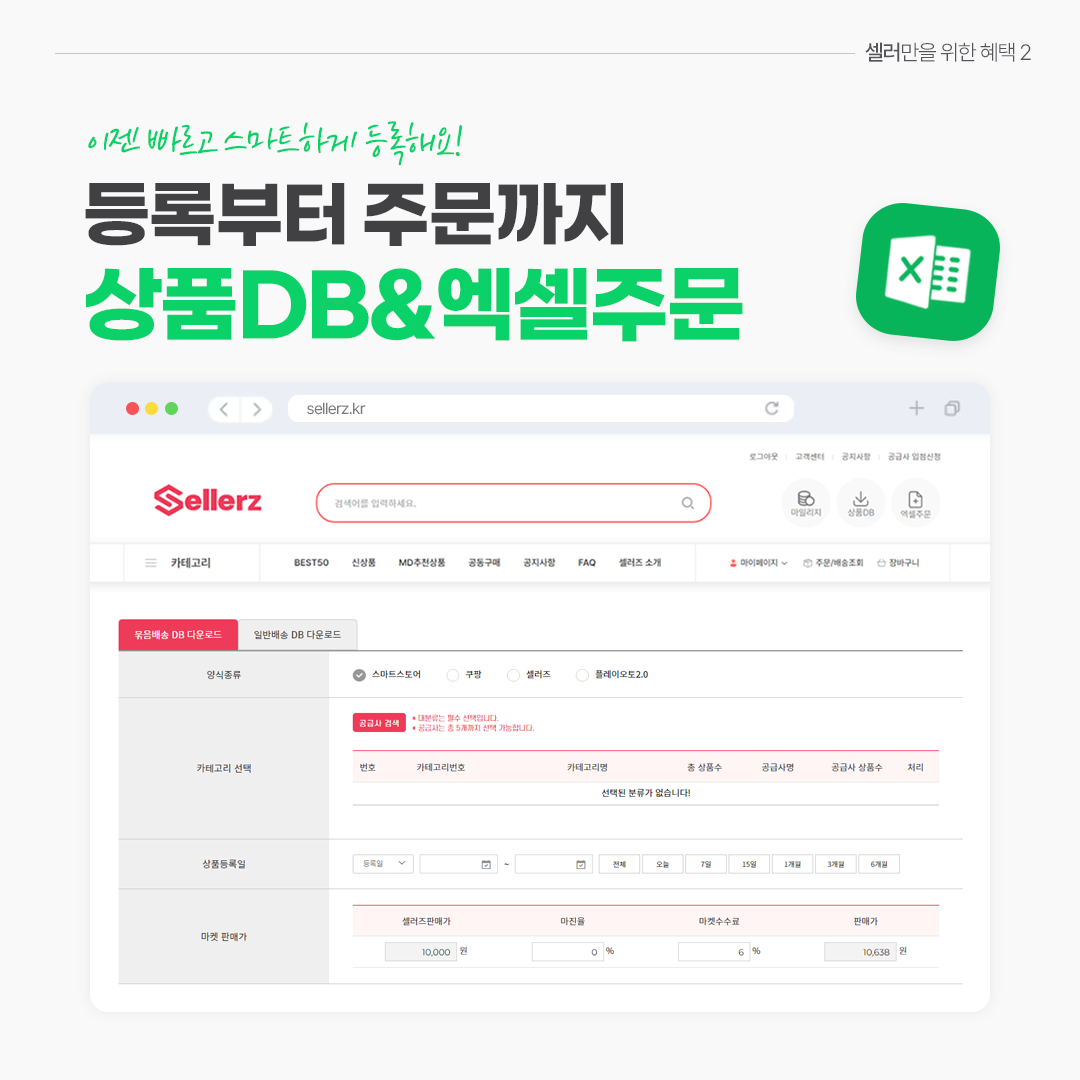 셀러만을 위한 혜택 2
이젠 빠르고 스마트하게 등록해요!
등록부터 주문까지
상품DB&엑셀주문
sellerz.kr
로그아웃 고객센터 공지사항 공급사 입점신청
Sellerz
검색어를 입력하세요.
마일리지 상품DB 엑셀주문
카테고리 BEST50 신상품 MD추천상품 공동구매 공지사항 FAQ 셀러즈 소개 마이페이지 주문/배송조회 장바구니
묶음배송 DB 다운로드 일반배송 DB 다운로드
양식종류 스마트스토어 쿠팡 셀러즈 플레이오토2.0
공급사 검색
* 대분류는 필수 선택입니다.
* 공급사는 총 5개까지 선택 가능합니다.
카테고리 선택
번호 카테고리번호 카테고리명 총 상품수 공급사명 공급사 상품수 처리
선택된 분류가 없습니다!
상품등록일 등록일 ~ 전체 오늘 7일 15일 1개월 3개월 6개월
마켓 판매가
셀러즈판매가 마진율 마켓수수료 판매가
10,000 원 0 % 6 % 10,638 원